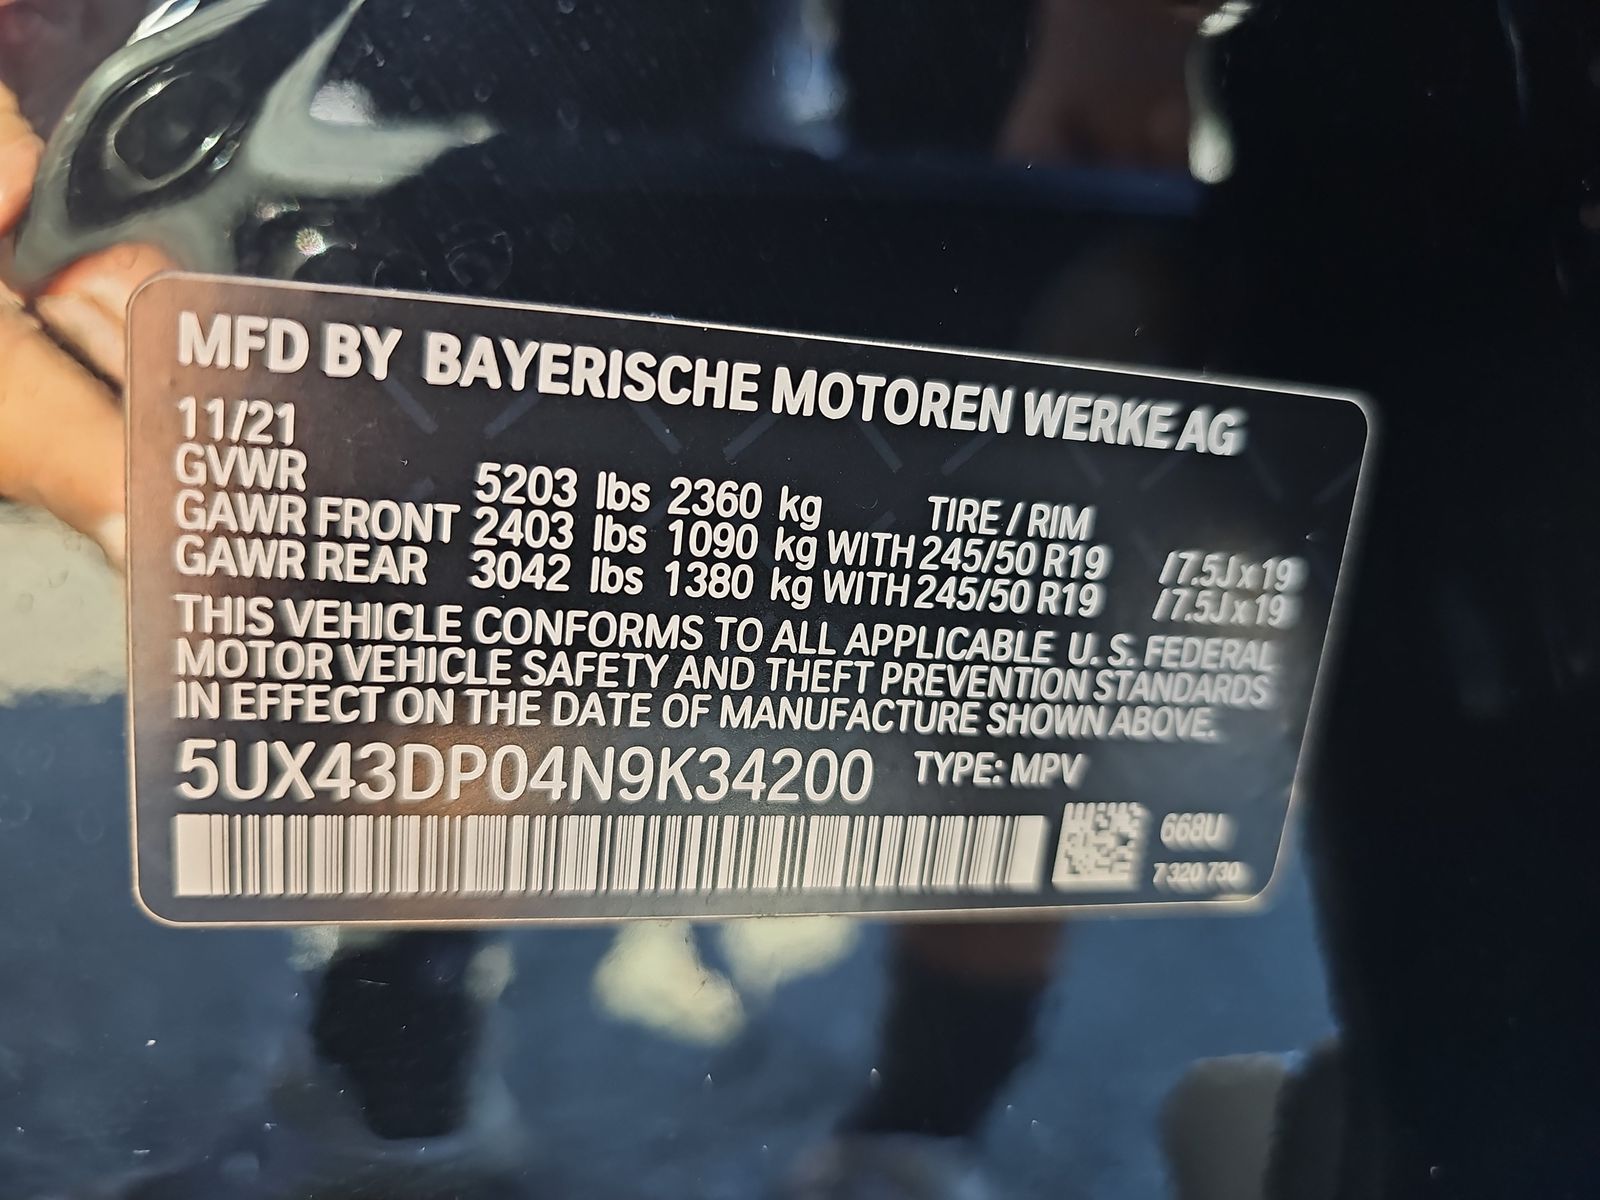 MFD BY BAYERISCHE MOTOREN WERKE AG
11/21
GVWR 5203 lbs 2360 kg TIRE / RIM
GAWR FRONT 2403 lbs 1090 kg WITH 245/50 R19 / 7.5J x 19
GAWR REAR 3042 lbs 1380 kg WITH 245/50 R19 / 7.5J x 19
THIS VEHICLE CONFORMS TO ALL APPLICABLE U. S. FEDERAL
MOTOR VEHICLE SAFETY AND THEFT PREVENTION STANDARDS
IN EFFECT ON THE DATE OF MANUFACTURE SHOWN ABOVE.
5UX43DP04N9K34200 TYPE: MPV
668U
7 320 730